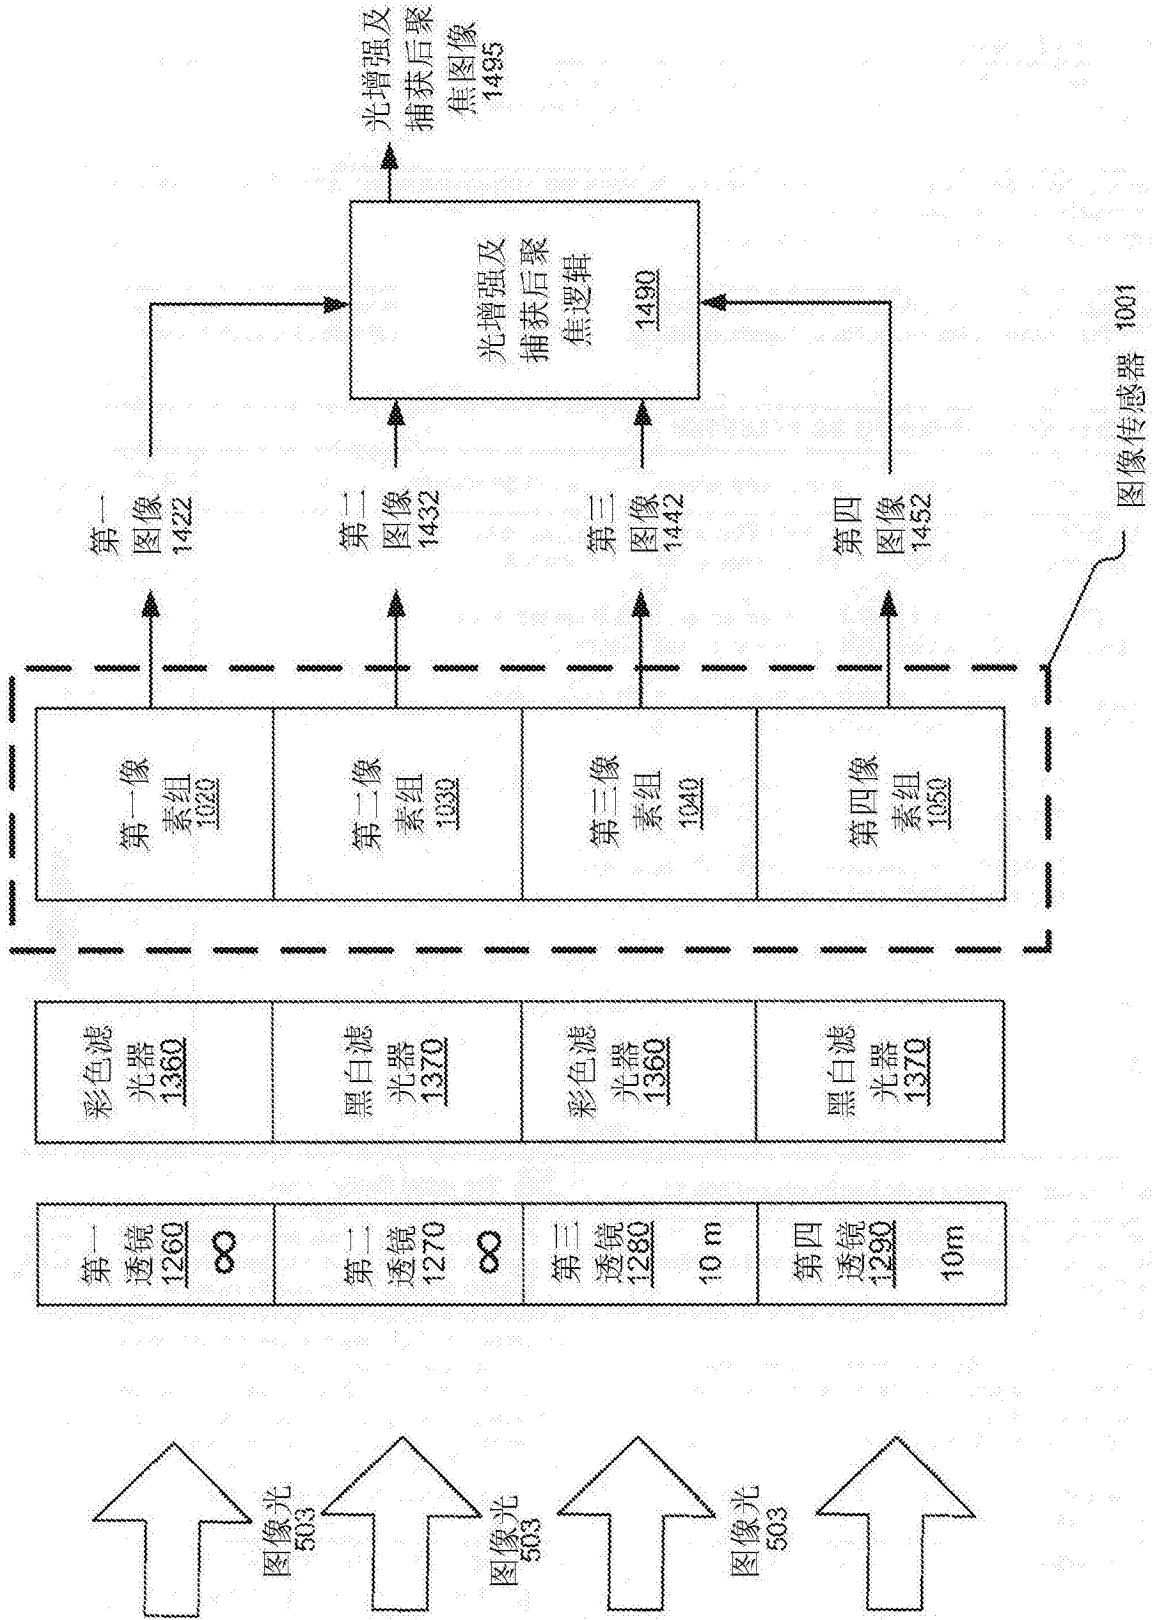 图像光
503
图像光
503
图像光
503
第一
透镜
1260
∞
第二
透镜
1270
∞
第三
透镜
1280
10 m
第四
透镜
1290
10m
彩色滤
光器
1360
黑白滤
光器
1370
彩色滤
光器
1360
黑白滤
光器
1370
第一像
素组
1020
第二像
素组
1030
第三像
素组
1040
第四像
素组
1050
图像传感器 1001
第一
图像
1422
第二
图像
1432
第三
图像
1442
第四
图像
1452
光增强及
捕获后聚
焦逻辑
1490
光增强及
捕获后聚
焦图像
1495